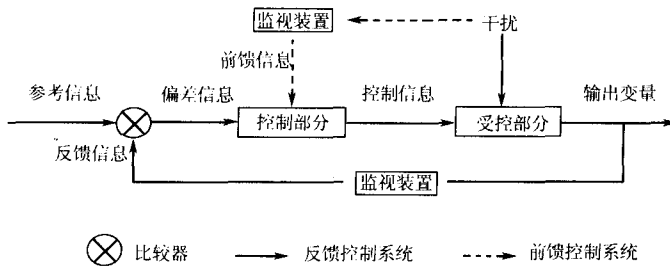 监视装置
干扰
前馈信息
参考信息
偏差信息
控制信息
输出变量
控制部分
受控部分
反馈信息
监视装置
比较器
反馈控制系统
前馈控制系统